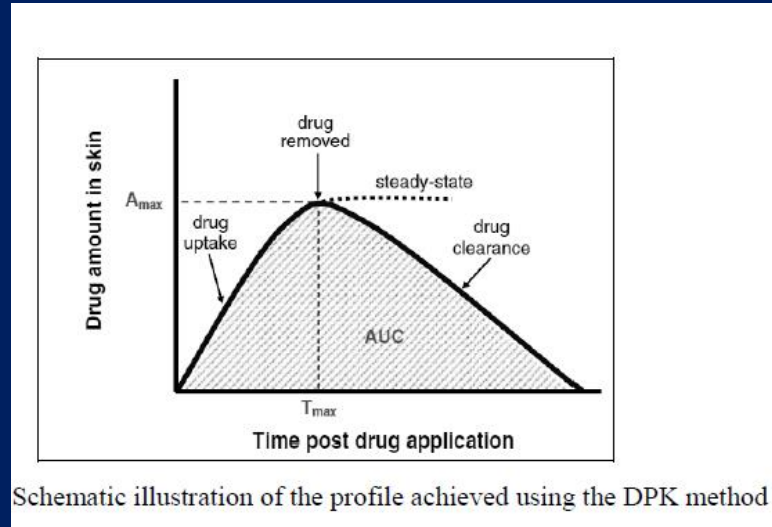 drug
removed
steady-state
Amax
drug
uptake
drug
clearance
Drug amount in skin
AUC
Tmax
Time post drug application
Schematic illustration of the profile achieved using the DPK method